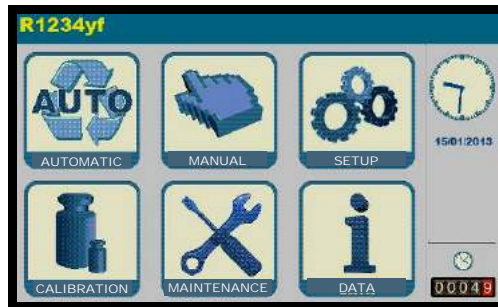 R1234yf
AUTO
AUTOMATIC
MANUAL
SETUP
15/01/2013
CALIBRATION
MAINTENANCE
DATA
00049